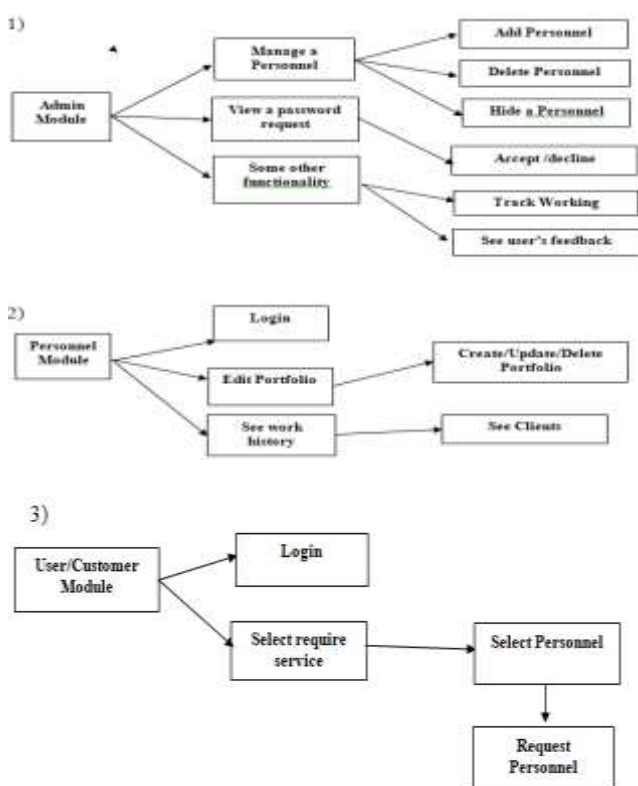 1)
Admin
Module
Manage a
Personnel
View a password
request
Some other
functionality
Add Personnel
Delete Personnel
Hide a Personnel
Accept /decline
Track Working
See user's feedback
2)
Personnel
Module
Login
Edit Portfolio
See work
history
Create/Update/Delete
Portfolio
See Clients
3)
User/Customer
Module
Login
Select require
service
Select Personnel
Request
Personnel